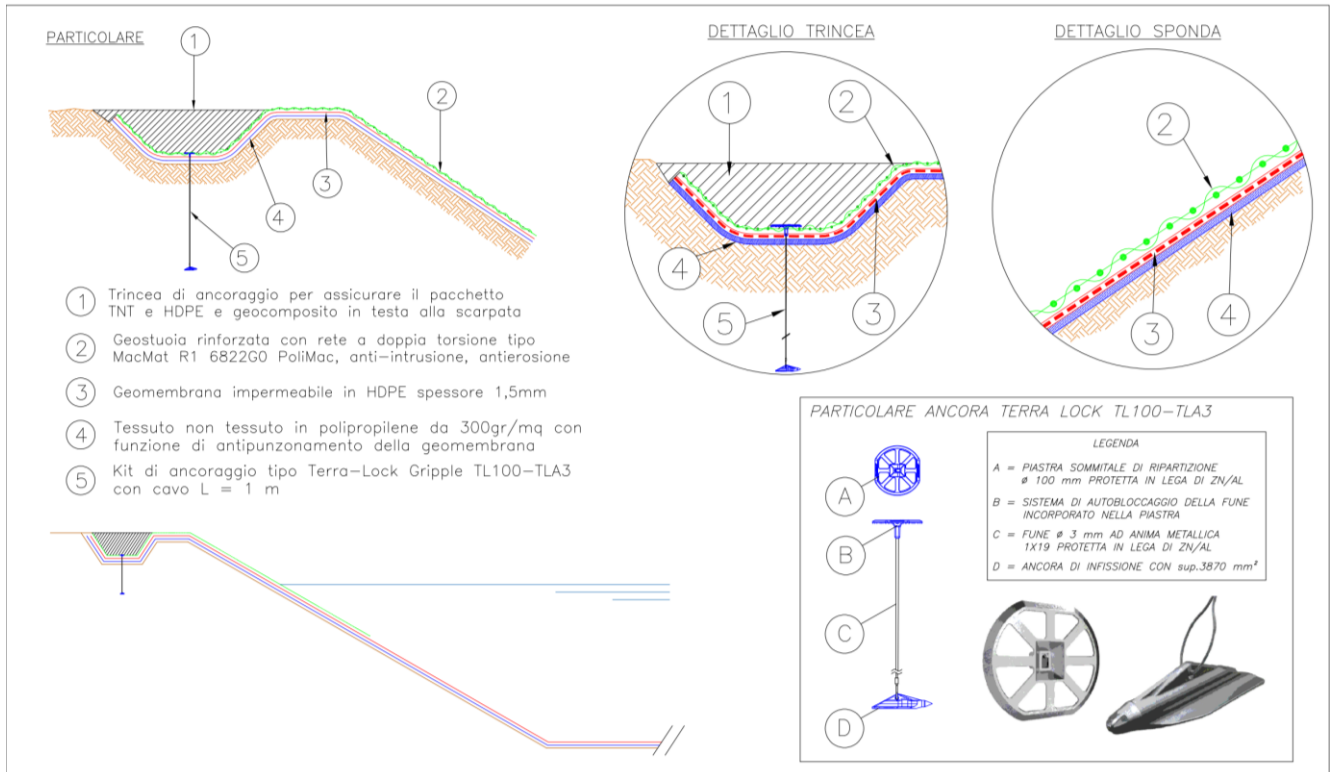 PARTICOLARE
1
2
3
4
5
DETTAGLIO TRINCEA
1
2
4
5
3
DETTAGLIO SPONDA
2
3
4
1 Trincea di ancoraggio per assicurare il pacchetto
TNT e HDPE e geocomposito in testa alla scarpata
2 Geostuoia rinforzata con rete a doppia torsione tipo
MacMat R1 6822G0 PoliMac, anti-intrusione, antierosione
3 Geomembrana impermeabile in HDPE spessore 1,5mm
4 Tessuto non tessuto in polipropilene da 300gr/mq con
funzione di antipunzonamento della geomembrana
5 Kit di ancoraggio tipo Terra-Lock Gripple TL100-TLA3
con cavo L = 1 m
PARTICOLARE ANCORA TERRA LOCK TL100-TLA3
A
B
C
D
LEGENDA
A = PIASTRA SOMMITALE DI RIPARTIZIONE
ø 100 mm PROTETTA IN LEGA DI ZN/AL
B = SISTEMA DI AUTOBLOCCAGGIO DELLA FUNE
INCORPORATO NELLA PIASTRA
C = FUNE ø 3 mm AD ANIMA METALLICA
1X19 PROTETTA IN LEGA DI ZN/AL
D = ANCORA DI INFISSIONE CON sup.3870 mm²